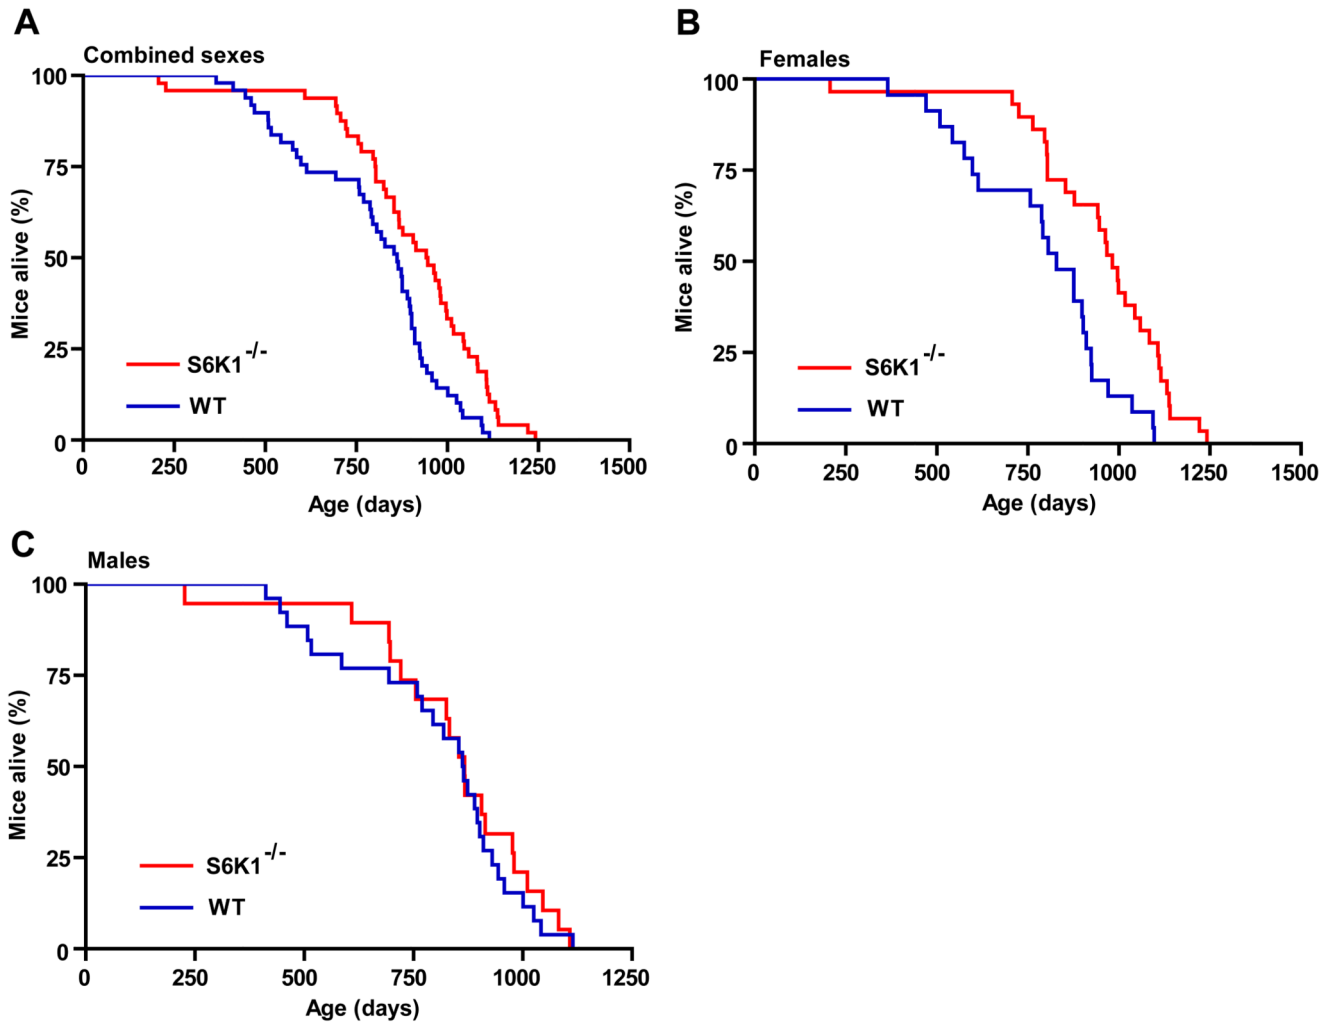 A
Combined sexes
100
75
50
25
0
Mice alive (%)
S6K1-/-
WT
0 250 500 750 1000 1250 1500
Age (days)
B
Females
100
75
50
25
0
Mice alive (%)
S6K1-/-
WT
0 250 500 750 1000 1250 1500
Age (days)
C
Males
100
75
50
25
0
Mice alive (%)
S6K1-/-
WT
0 250 500 750 1000 1250
Age (days)